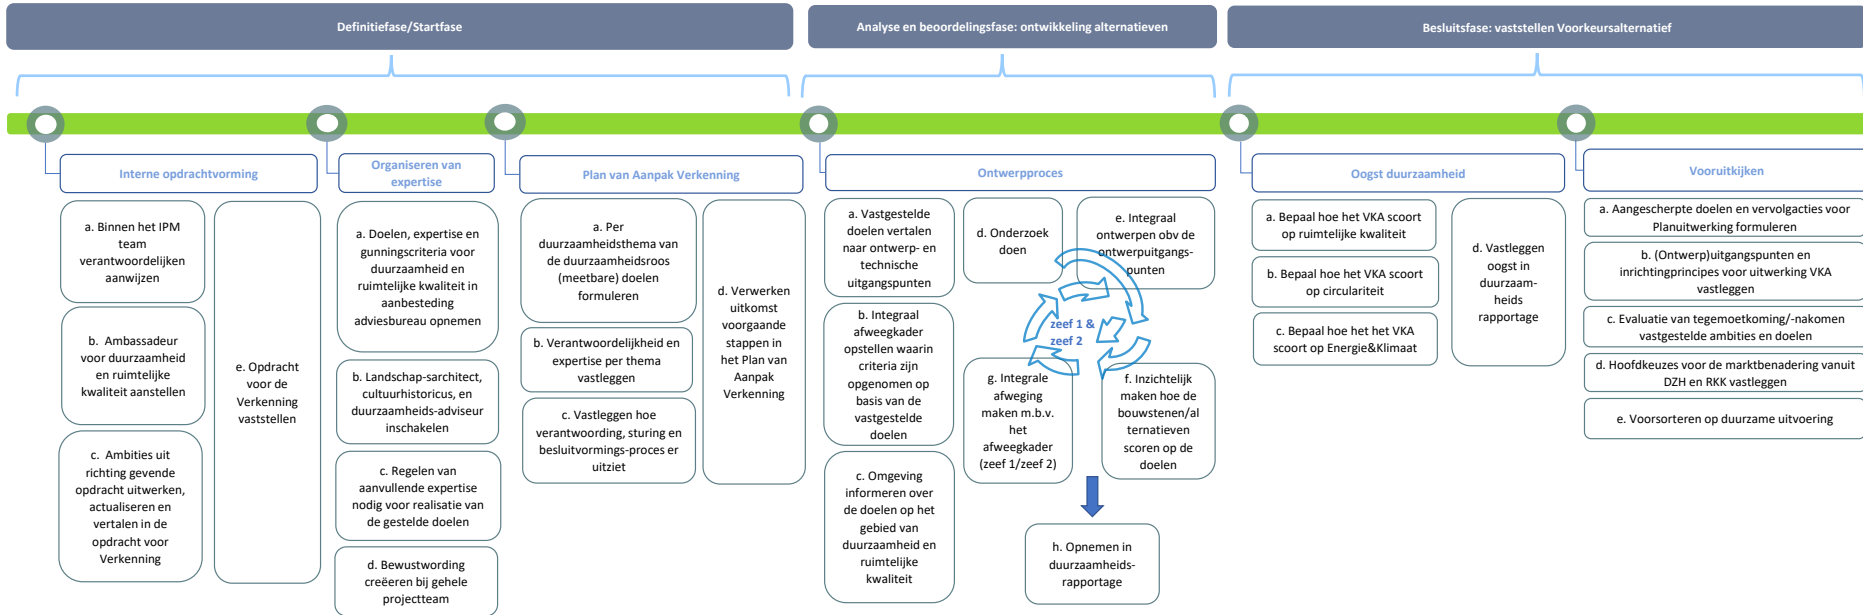 Definitiefase/Startfase
Analyse en beoordelingsfase: ontwikkeling alternatieven
Besluitsfase: vaststellen Voorkeursalternatief
Interne opdrachtvorming
a. Binnen het IPM
team
verantwoordelijken
aanwijzen
b. Ambassadeur
voor duurzaamheid
en ruimtelijke
kwaliteit aanstellen
c. Ambities uit
richting gevende
opdracht uitwerken,
actualiseren en
vertalen in de
opdracht voor
Verkenning
e. Opdracht
voor de
Verkenning
vaststellen
Organiseren van
expertise
a. Doelen, expertise en
gunningscriteria voor
duurzaamheid en
ruimtelijke kwaliteit in
aanbesteding
adviesbureau opnemen
b. Landschap-sarchitect,
cultuurhistoricus, en
duurzaamheids-adviseur
inschakelen
c. Regelen van
aanvullende expertise
nodig voor realisatie van
de gestelde doelen
d. Bewustwording
creëeren bij gehele
projectteam
Plan van Aanpak Verkenning
a. Per
duurzaamheidsthema van
de duurzaamheidsroos
(meetbare) doelen
formuleren
b. Verantwoordelijkheid en
expertise per thema
vastleggen
c. Vastleggen hoe
verantwoording, sturing en
besluitvormings-proces er
uitziet
d. Verwerken
uitkomst
voorgaande
stappen in
het Plan van
Aanpak
Verkenning
Ontwerpproces
a. Vastgestelde
doelen vertalen
naar ontwerp- en
technische
uitgangspunten
b. Integraal
afweegkader
opstellen waarin
criteria zijn
opgenomen op
basis van de
vastgestelde
doelen
c. Omgeving
informeren over
de doelen op het
gebied van
duurzaamheid en
ruimtelijke
kwaliteit
d. Onderzoek
doen
e. Integraal
ontwerpen obv de
ontwerpuitgangs-
punten
zeef 1 &
zeef 2
g. Integrale
afweging
maken m.b.v.
het
afweegkader
(zeef 1/zeef 2)
f. Inzichtelijk
maken hoe de
bouwstenen/al
ternatieven
scoren op de
doelen
h. Opnemen in
duurzaamheids-
rapportage
Oogst duurzaamheid
a. Bepaal hoe het VKA scoort
op ruimtelijke kwaliteit
b. Bepaal hoe het VKA scoort
op circulariteit
c. Bepaal hoe het het VKA
scoort op Energie&Klimaat
d. Vastleggen
oogst in
duurzaam-
heids
rapportage
Vooruitkijken
a. Aangescherpte doelen en vervolgacties voor
Planuitwerking formuleren
b. (Ontwerp)uitgangspunten en
inrichtingprincipes voor uitwerking VKA
vastleggen
c. Evaluatie van tegemoetkoming/-nakomen
vastgestelde ambities en doelen
d. Hoofdkeuzes voor de marktbenadering vanuit
DZH en RKK vastleggen
e. Voorsorteren op duurzame uitvoering